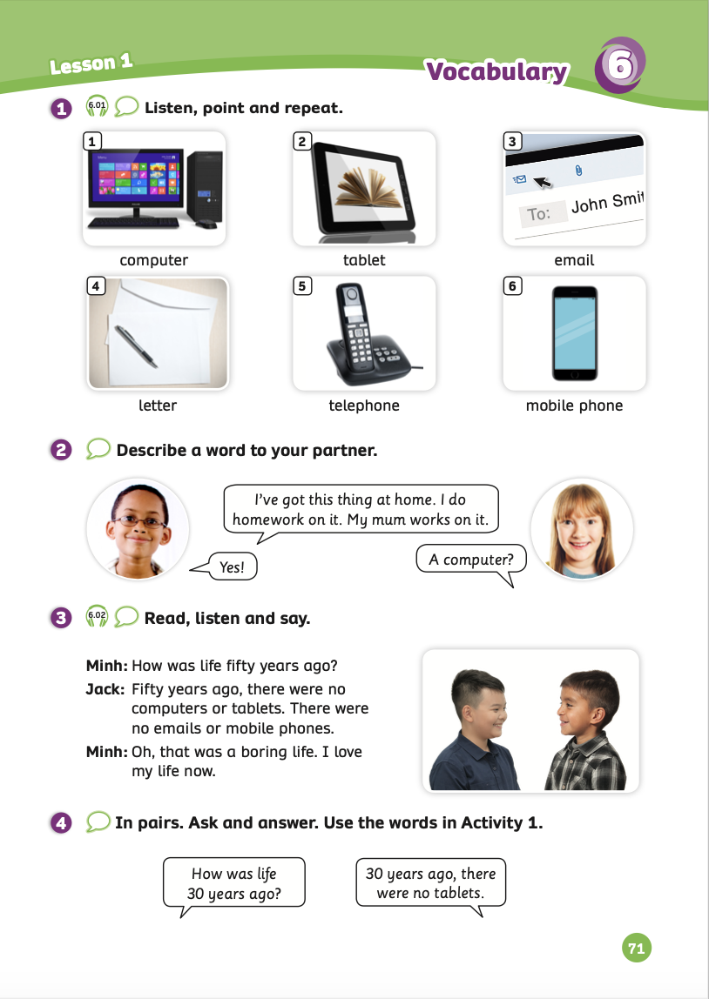 Lesson 1
Vocabulary 6
1 6.01 Listen, point and repeat.
1
2
3
To: John Smit
computer
tablet
email
4
5
6
letter
telephone
mobile phone
2 Describe a word to your partner.
I've got this thing at home. I do
homework on it. My mum works on it.
A computer?
Yes!
3 6.02 Read, listen and say.
Minh: How was life fifty years ago?
Jack: Fifty years ago, there were no
computers or tablets. There were
no emails or mobile phones.
Minh: Oh, that was a boring life. I love
my life now.
4 In pairs. Ask and answer. Use the words in Activity 1.
How was life
30 years ago?
30 years ago, there
were no tablets.
71